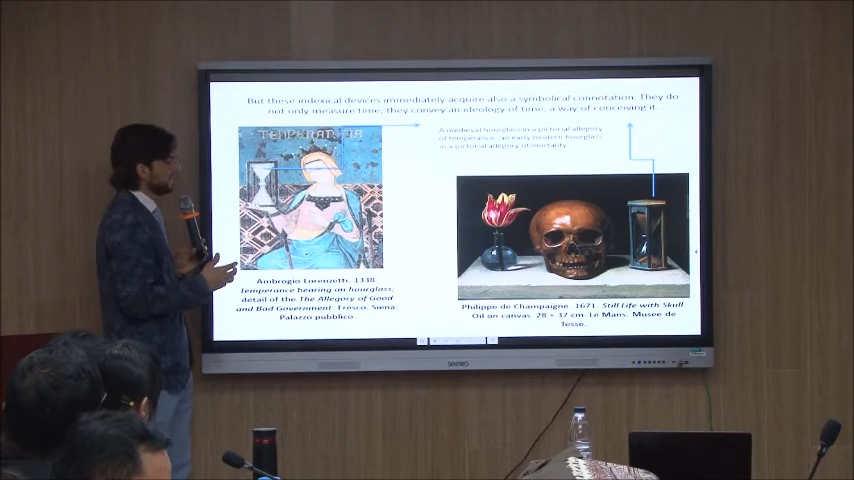 But these indexical devices immediately acquire also a symbolical connotation. They do
not only measure time, they convey an ideology of time, a way of conceiving it.
TEMPERANTIA
A medieval hourglass in a pictorial allegory
of temperance: an early modern hourglass
in a pictorial allegory of mortality.
Ambrogio Lorenzetti. 1338.
Temperance bearing an hourglass;
detail of the The Allegory of Good
and Bad Government. Fresco. Siena:
Palazzo pubblico.
Philippe de Champaigne. 1671. Still Life with Skull.
Oil on canvas. 28 × 37 cm. Le Mans: Musée de
Tessé.
seewo